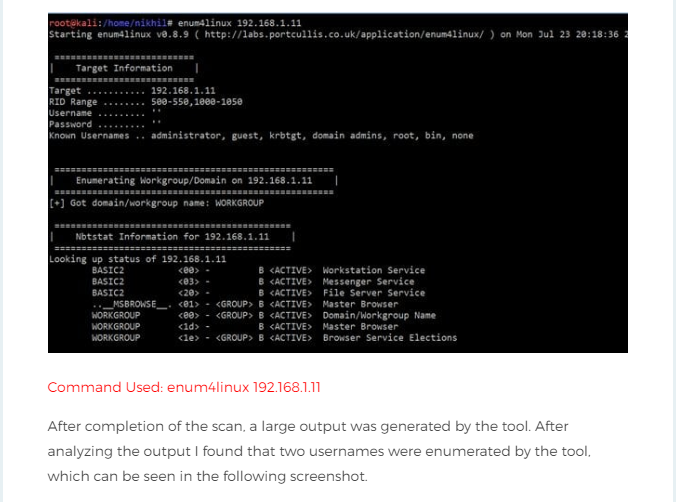 root@kali:/home/nikhil# enum4linux 192.168.1.11
Starting enum4linux v0.8.9 ( http://labs.portcullis.co.uk/application/enum4linux/ ) on Mon Jul 23 20:18:36 2
==========================
| Target Information |
==========================
Target ........... 192.168.1.11
RID Range ........ 500-550,1000-1050
Username ......... ''
Password ......... ''
Known Usernames .. administrator, guest, krbtgt, domain admins, root, bin, none
====================================================
| Enumerating Workgroup/Domain on 192.168.1.11 |
====================================================
[+] Got domain/workgroup name: WORKGROUP
============================================
| Nbtstat Information for 192.168.1.11 |
============================================
Looking up status of 192.168.1.11
BASIC2 <00> - B <ACTIVE> Workstation Service
BASIC2 <03> - B <ACTIVE> Messenger Service
BASIC2 <20> - B <ACTIVE> File Server Service
..__MSBROWSE__. <01> - <GROUP> B <ACTIVE> Master Browser
WORKGROUP <00> - <GROUP> B <ACTIVE> Domain/Workgroup Name
WORKGROUP <1d> - B <ACTIVE> Master Browser
WORKGROUP <1e> - <GROUP> B <ACTIVE> Browser Service Elections
Command Used: enum4linux 192.168.1.11
After completion of the scan, a large output was generated by the tool. After
analyzing the output I found that two usernames were enumerated by the tool,
which can be seen in the following screenshot.